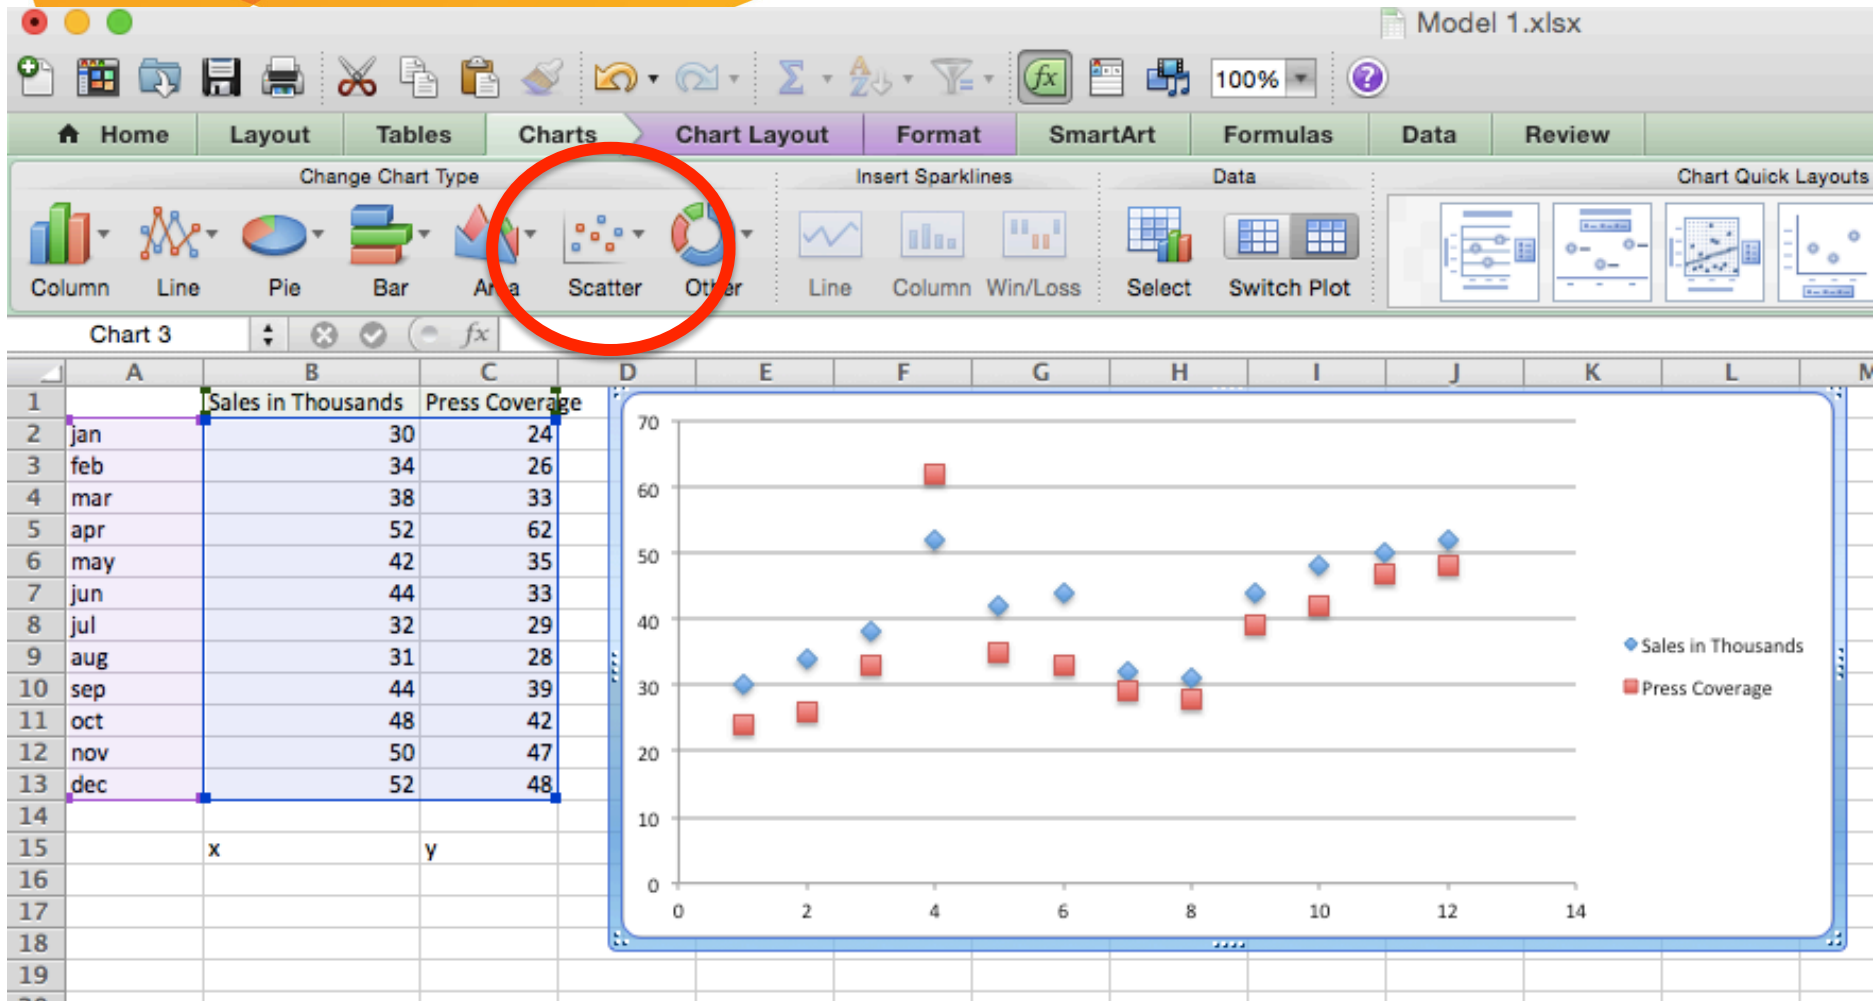 Model 1.xlsx
fx 100% ?
Home Layout Tables Charts Chart Layout Format SmartArt Formulas Data Review
Change Chart Type Insert Sparklines Data Chart Quick Layouts
Column Line Pie Bar Area Scatter Other Line Column Win/Loss Select Switch Plot
Chart 3 fx
A B C D E F G H I J K L M
1 Sales in Thousands Press Coverage
2 jan 30 24
3 feb 34 26
4 mar 38 33
5 apr 52 62
6 may 42 35
7 jun 44 33
8 jul 32 29
9 aug 31 28
10 sep 44 39
11 oct 48 42
12 nov 50 47
13 dec 52 48
14
15 x y
16
17
18
19
70
60
50
40
30
20
10
0
0 2 4 6 8 10 12 14
Sales in Thousands
Press Coverage